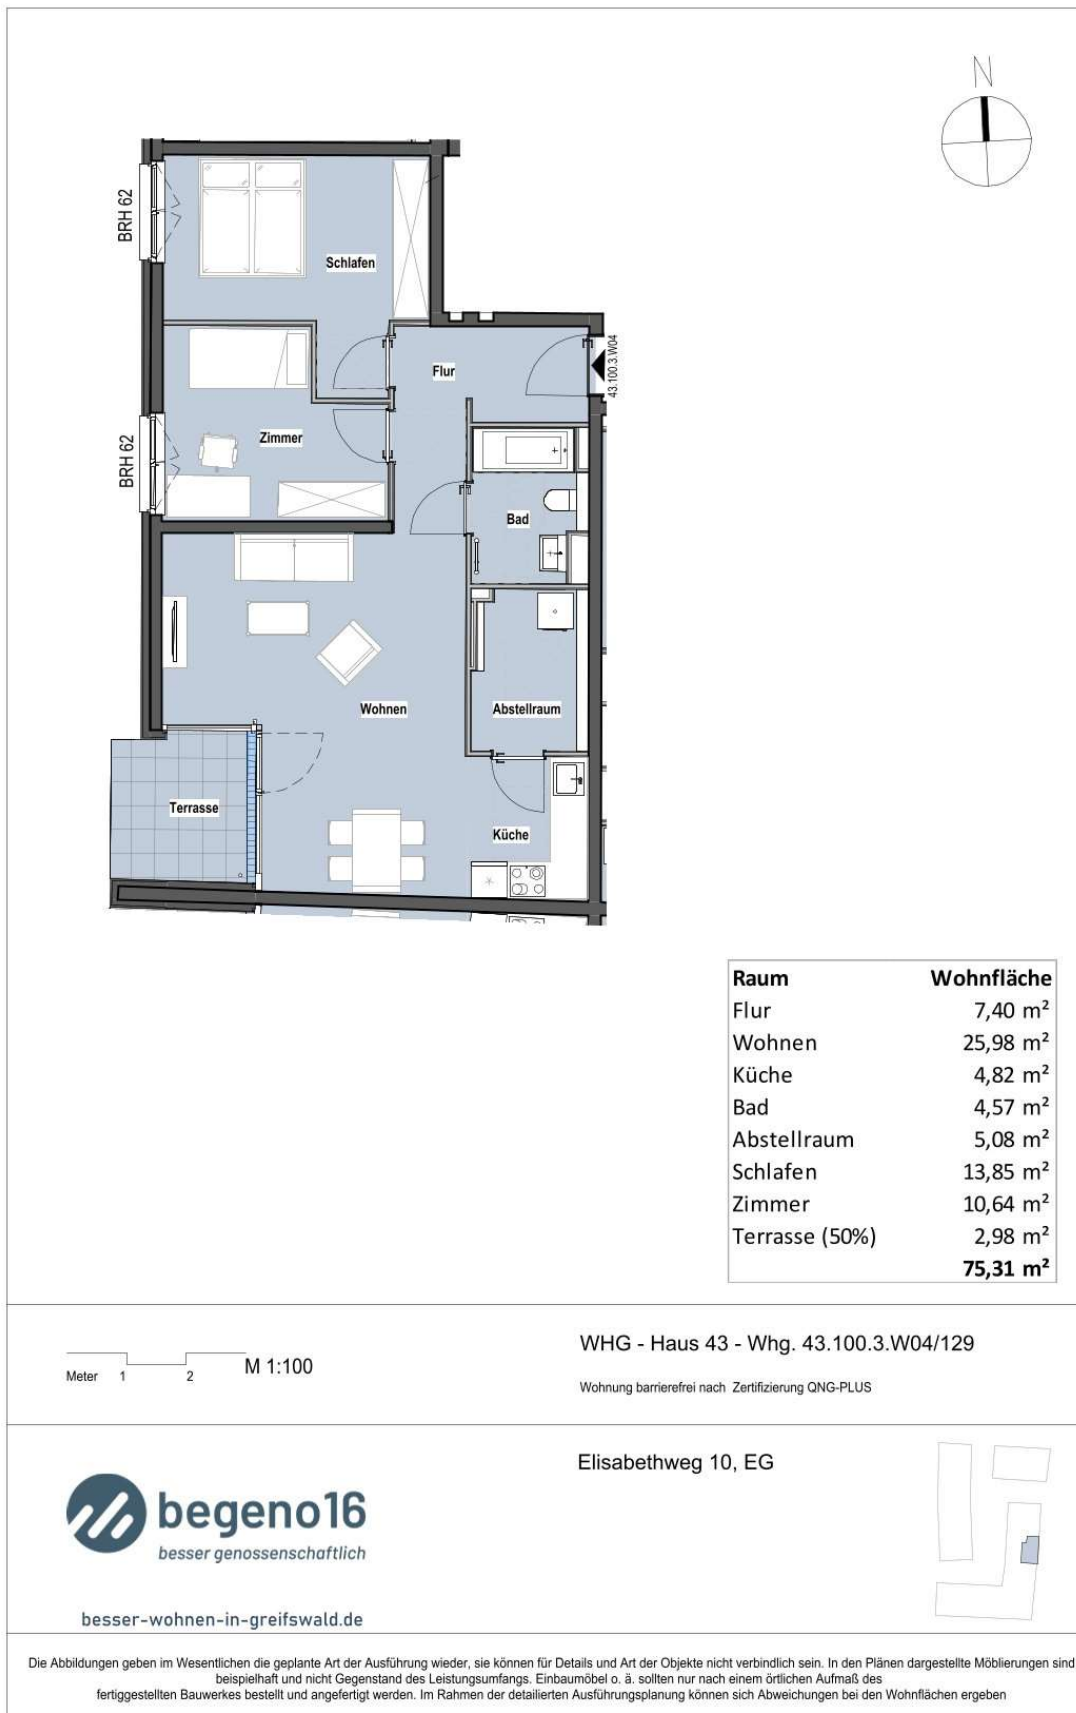 N
BRH 62
Schlafen
43.100.3.W04
Flur
BRH 62
Zimmer
Bad
Wohnen
Abstellraum
Terrasse
Küche
Raum Wohnfläche
Flur 7,40 m²
Wohnen 25,98 m²
Küche 4,82 m²
Bad 4,57 m²
Abstellraum 5,08 m²
Schlafen 13,85 m²
Zimmer 10,64 m²
Terrasse (50%) 2,98 m²
75,31 m²
Meter 1 2 M 1:100
WHG - Haus 43 - Whg. 43.100.3.W04/129
Wohnung barrierefrei nach Zertifizierung QNG-PLUS
begeno16
besser genossenschaftlich
besser-wohnen-in-greifswald.de
Elisabethweg 10, EG
Die Abbildungen geben im Wesentlichen die geplante Art der Ausführung wieder, sie können für Details und Art der Objekte nicht verbindlich sein. In den Plänen dargestellte Möblierungen sind
beispielhaft und nicht Gegenstand des Leistungsumfangs. Einbaumöbel o. ä. sollten nur nach einem örtlichen Aufmaß des
fertiggestellten Bauwerkes bestellt und angefertigt werden. Im Rahmen der detailierten Ausführungsplanung können sich Abweichungen bei den Wohnflächen ergeben